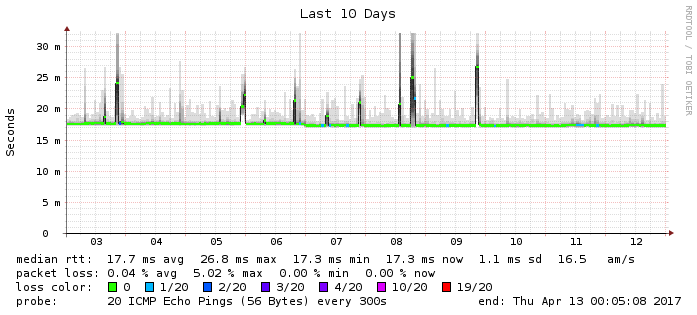 Last 10 Days
RRDTOOL / TOBI OETIKER
Seconds
30 m
25 m
20 m
15 m
10 m
5 m
0
03 04 05 06 07 08 09 10 11 12
median rtt: 17.7 ms avg 26.8 ms max 17.3 ms min 17.3 ms now 1.1 ms sd 16.5 am/s
packet loss: 0.04 % avg 5.02 % max 0.00 % min 0.00 % now
loss color: 0 1/20 2/20 3/20 4/20 10/20 19/20
probe: 20 ICMP Echo Pings (56 Bytes) every 300s end: Thu Apr 13 00:05:08 2017